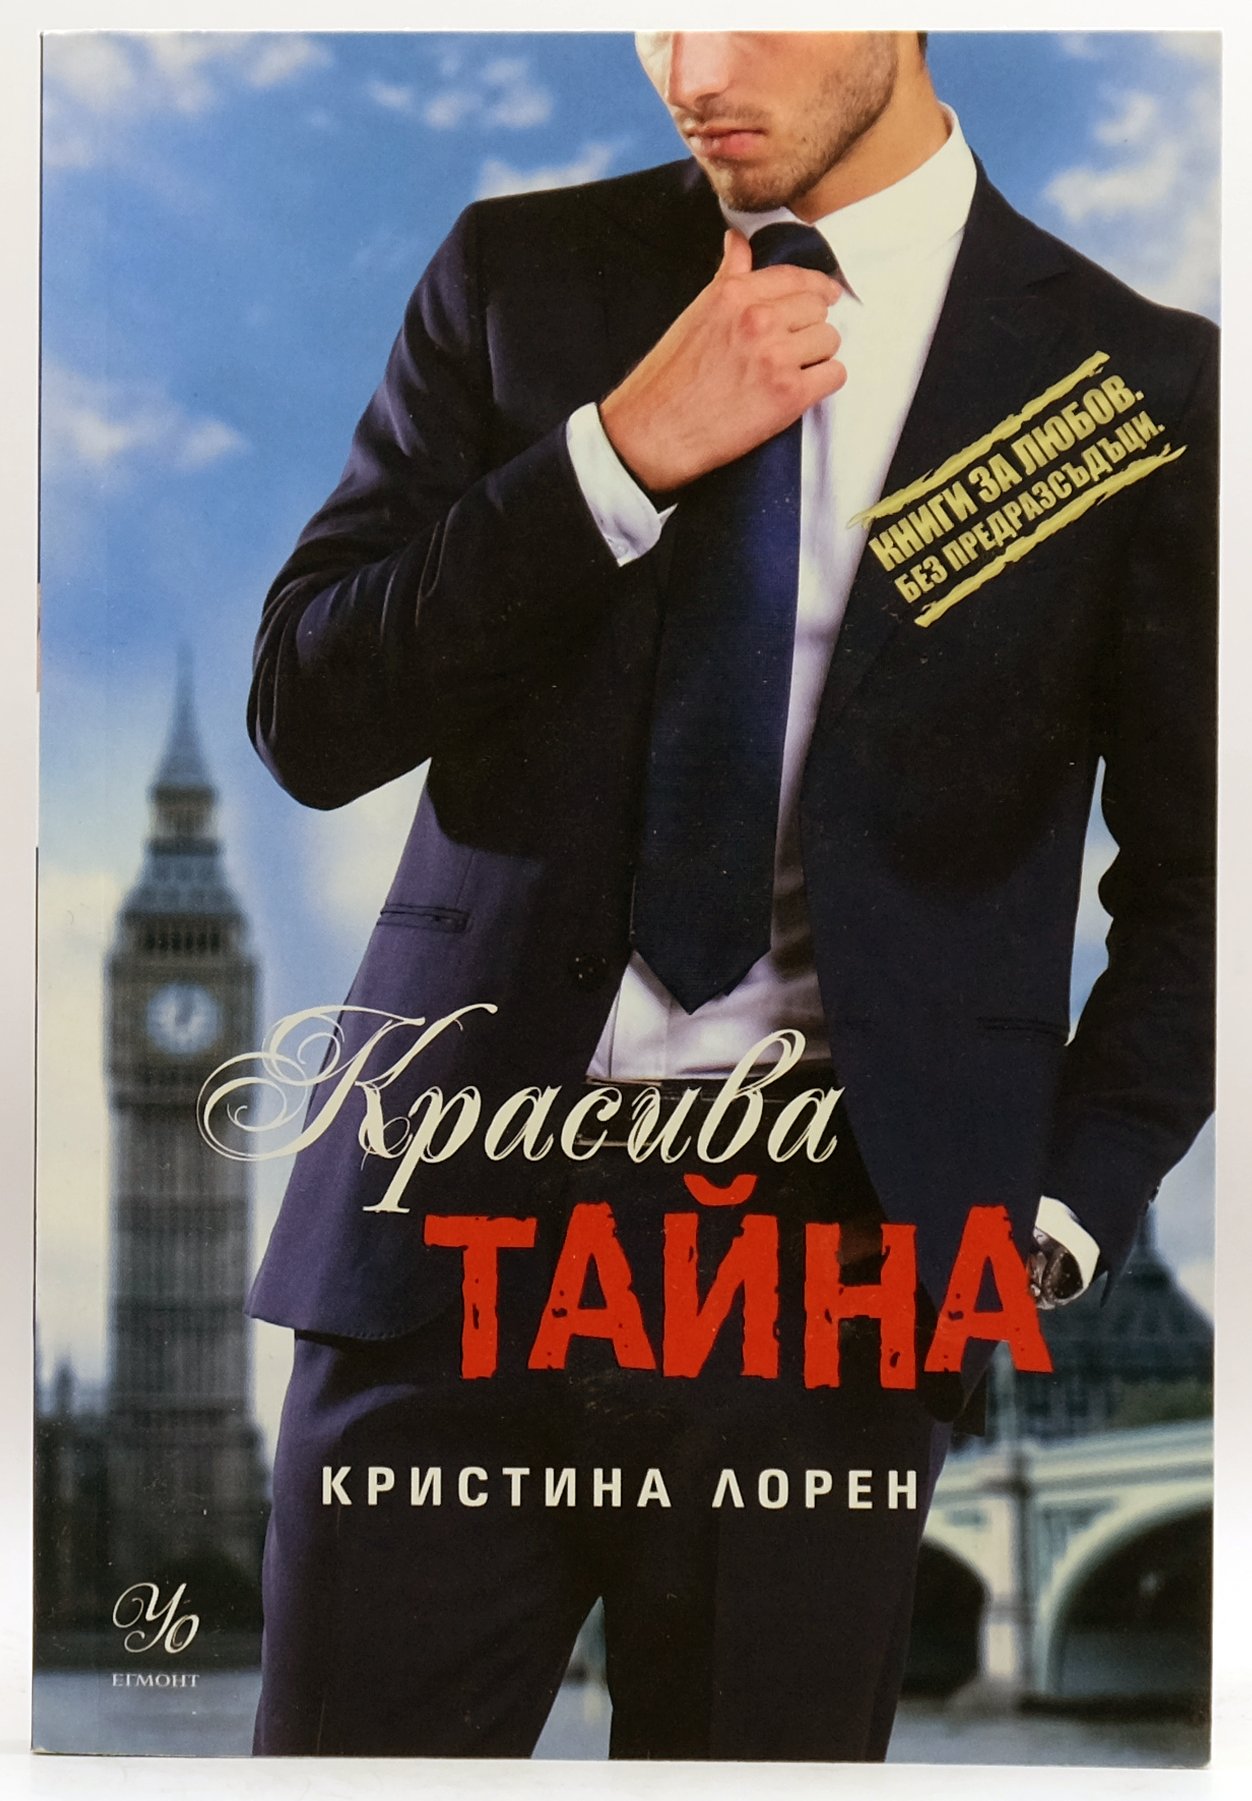 КНИГИ ЗА ЛЮБОВ.
БЕЗ ПРЕДРАЗСЪДЪЦИ.
Красива
ТАЙНА
КРИСТИНА ЛОРЕН
УО
ЕГМОНТ